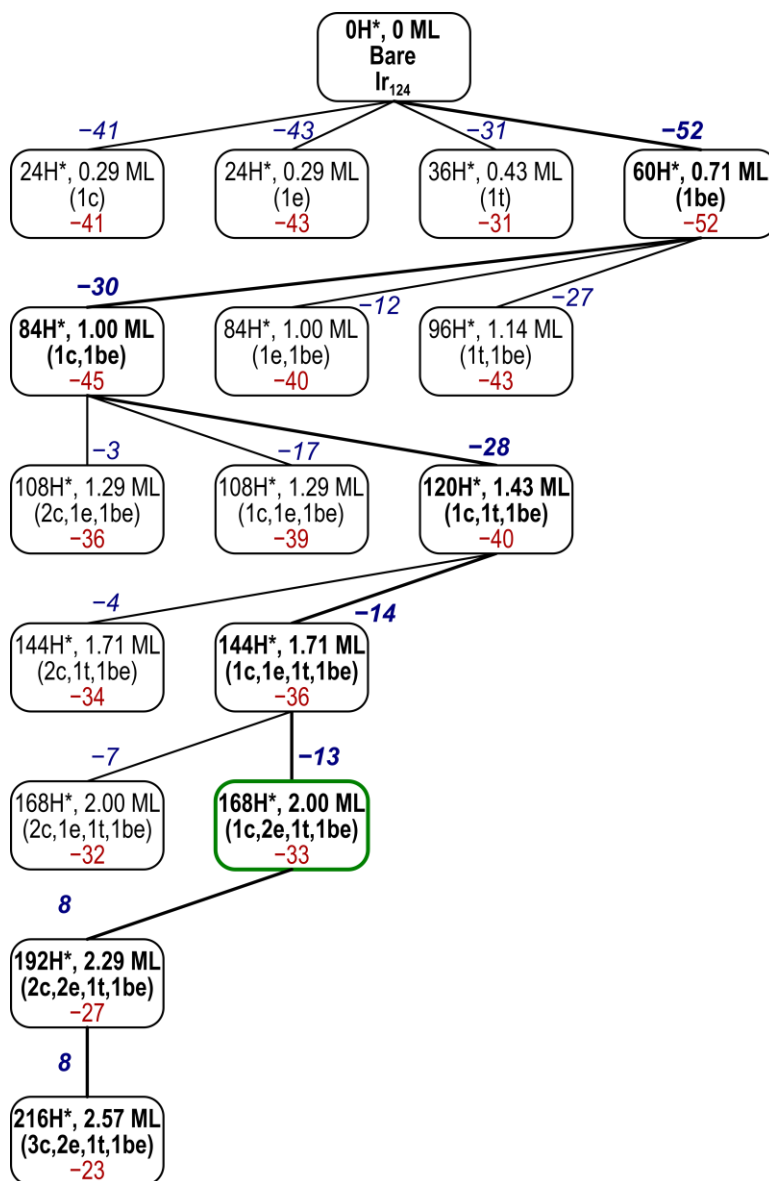 0H*, 0 ML
Bare
Ir₁₂₄
−41
−43
−31
−52
24H*, 0.29 ML
(1c)
−41
24H*, 0.29 ML
(1e)
−43
36H*, 0.43 ML
(1t)
−31
60H*, 0.71 ML
(1be)
−52
−30
−12
−27
84H*, 1.00 ML
(1c,1be)
−45
84H*, 1.00 ML
(1e,1be)
−40
96H*, 1.14 ML
(1t,1be)
−43
−3
−17
−28
108H*, 1.29 ML
(2c,1e,1be)
−36
108H*, 1.29 ML
(1c,1e,1be)
−39
120H*, 1.43 ML
(1c,1t,1be)
−40
−4
−14
144H*, 1.71 ML
(2c,1t,1be)
−34
144H*, 1.71 ML
(1c,1e,1t,1be)
−36
−7
−13
168H*, 2.00 ML
(2c,1e,1t,1be)
−32
168H*, 2.00 ML
(1c,2e,1t,1be)
−33
8
192H*, 2.29 ML
(2c,2e,1t,1be)
−27
8
216H*, 2.57 ML
(3c,2e,1t,1be)
−23